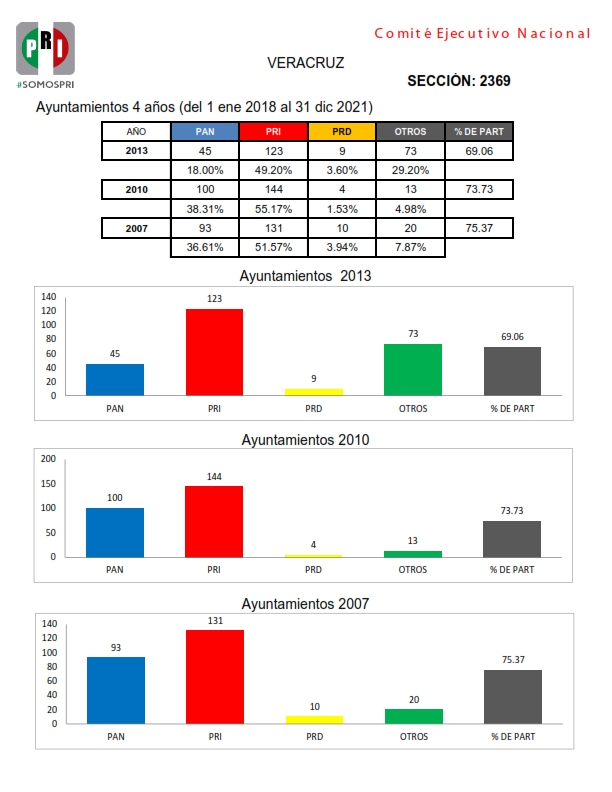 Comité Ejecutivo Nacional
PRI
#SOMOSPRI
VERACRUZ
SECCIÓN: 2369
Ayuntamientos 4 años (del 1 ene 2018 al 31 dic 2021)
AÑO PAN PRI PRD OTROS % DE PART
2013 45 123 9 73 69.06
18.00% 49.20% 3.60% 29.20%
2010 100 144 4 13 73.73
38.31% 55.17% 1.53% 4.98%
2007 93 131 10 20 75.37
36.61% 51.57% 3.94% 7.87%
Ayuntamientos 2013
140
120
100
80
60
40
20
0
45 123 9 73 69.06
PAN PRI PRD OTROS % DE PART
Ayuntamientos 2010
200
150
100
50
0
100 144 4 13 73.73
PAN PRI PRD OTROS % DE PART
Ayuntamientos 2007
140
120
100
80
60
40
20
0
93 131 10 20 75.37
PAN PRI PRD OTROS % DE PART